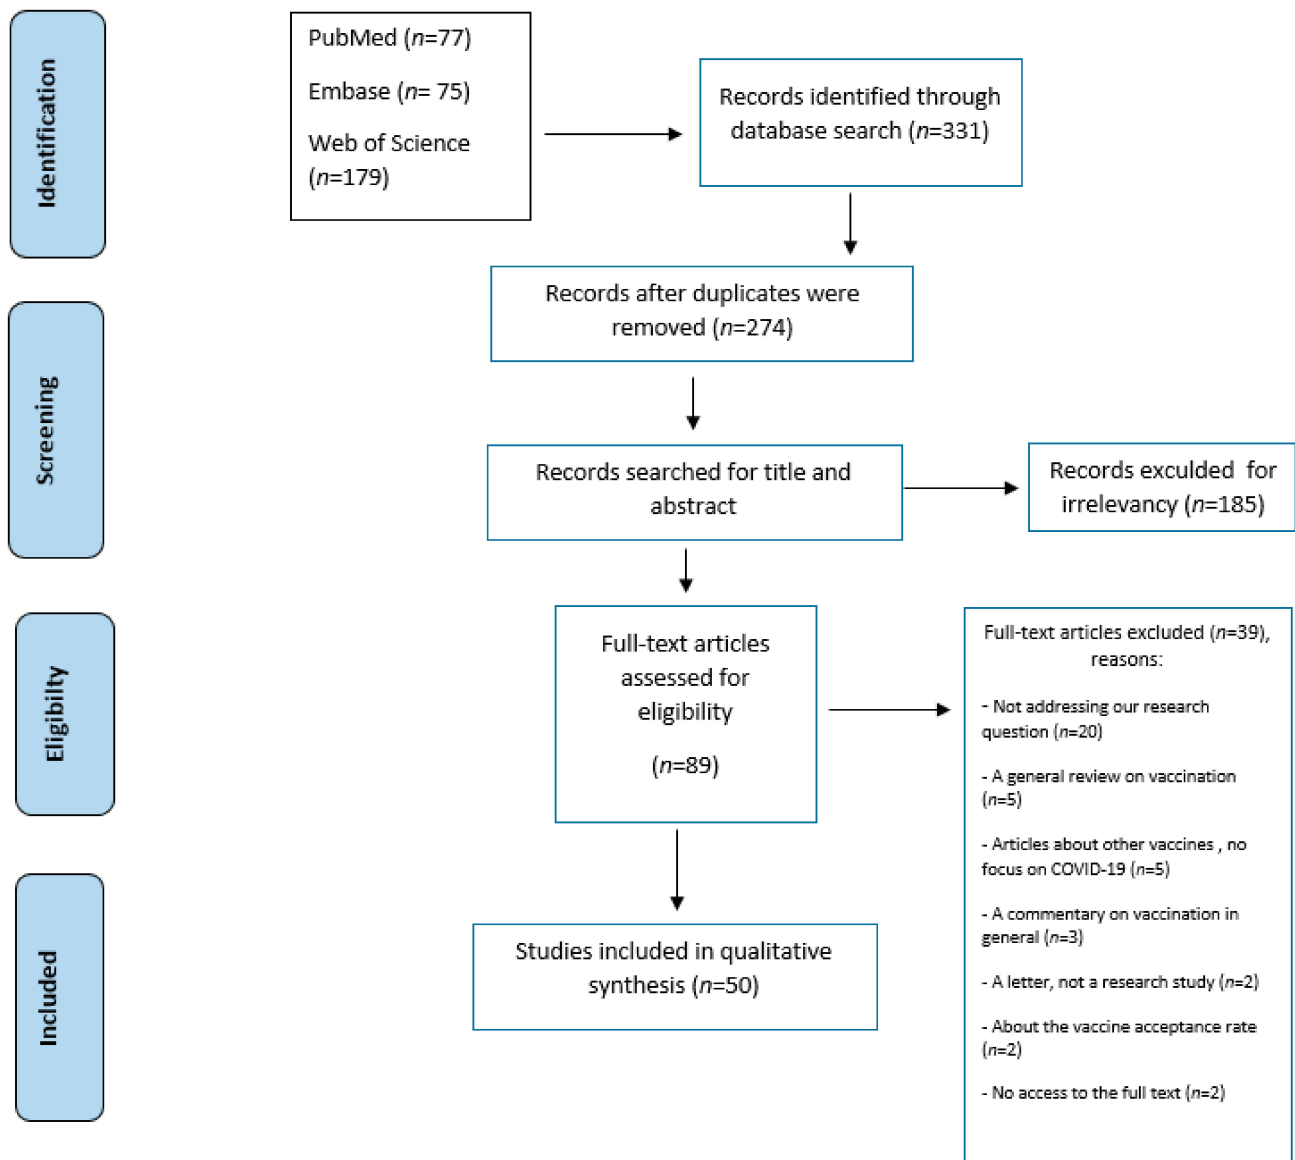 Identification
PubMed (n=77)
Embase (n= 75)
Web of Science
(n=179)
Records identified through
database search (n=331)
Records after duplicates were
removed (n=274)
Screening
Records searched for title and
abstract
Records exculded  for
irrelevancy (n=185)
Eligibilty
Full-text articles
assessed for
eligibility
(n=89)
Full-text articles excluded (n=39),
reasons:
- Not addressing our research
question (n=20)
- A general review on vaccination
(n=5)
- Articles about other vaccines , no
focus on COVID-19 (n=5)
- A commentary on vaccination in
general (n=3)
- A letter, not a research study (n=2)
- About the vaccine acceptance rate
(n=2)
- No access to the full text (n=2)
Included
Studies included in qualitative
synthesis (n=50)